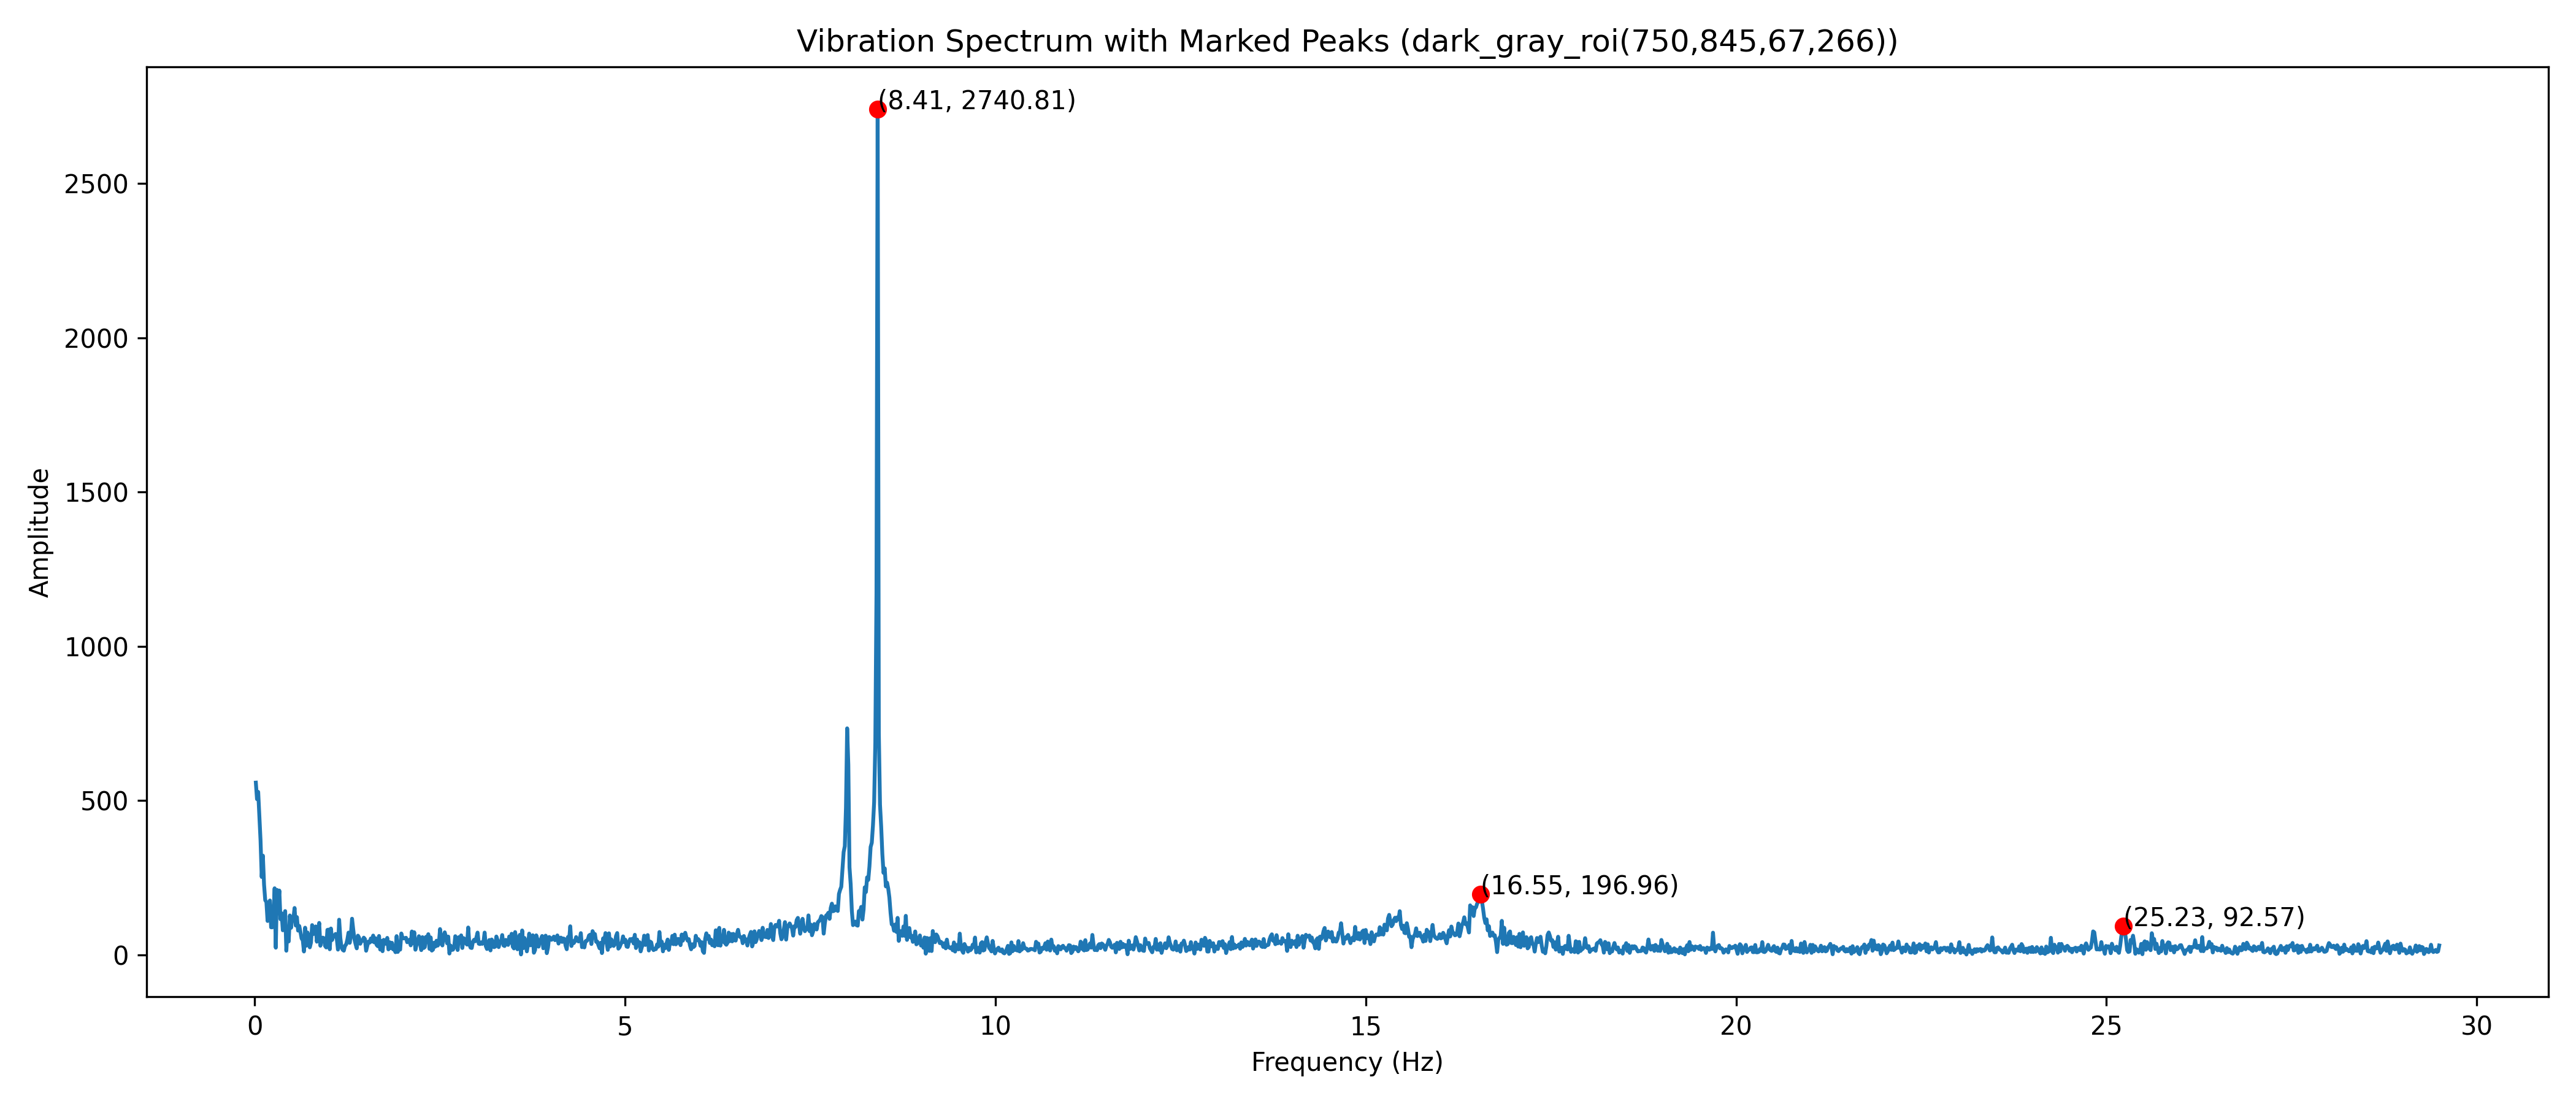 Vibration Spectrum with Marked Peaks (dark_gray_roi(750,845,67,266))
(8.41, 2740.81)
2500
2000
1500
1000
500
0
Amplitude
(16.55, 196.96)
(25.23, 92.57)
0 5 10 15 20 25 30
Frequency (Hz)